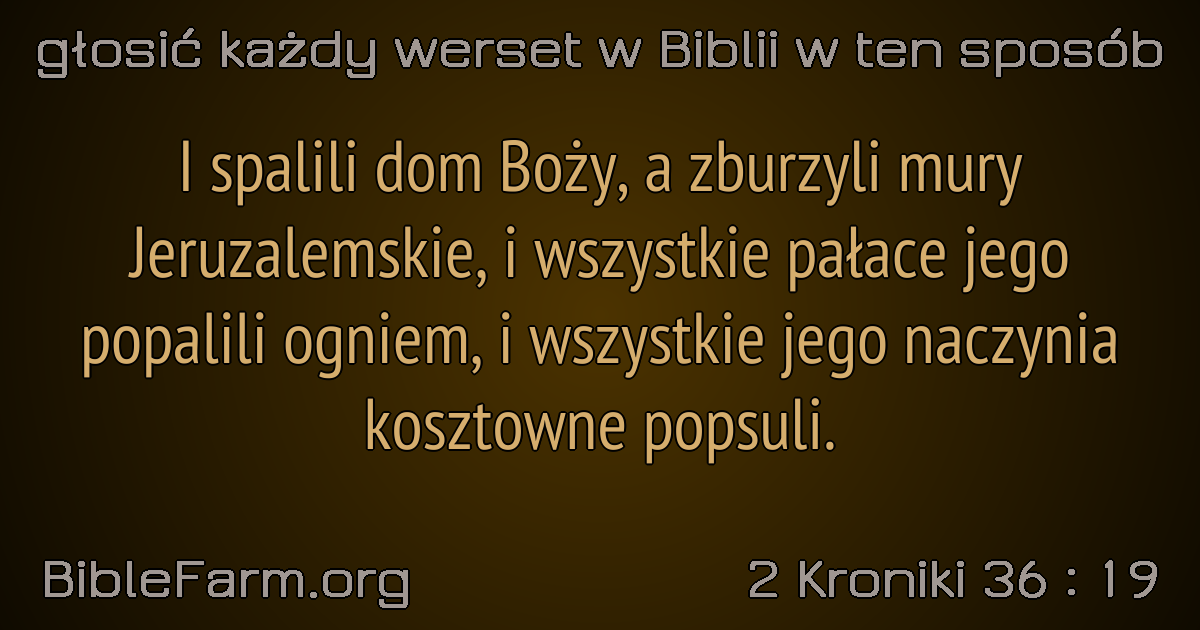 głosić każdy werset w Biblii w ten sposób
I spalili dom Boży, a zburzyli mury
Jeruzalemskie, i wszystkie pałace jego
popalili ogniem, i wszystkie jego naczynia
kosztowne popsuli.
BibleFarm.org
2 Kroniki 36 : 19